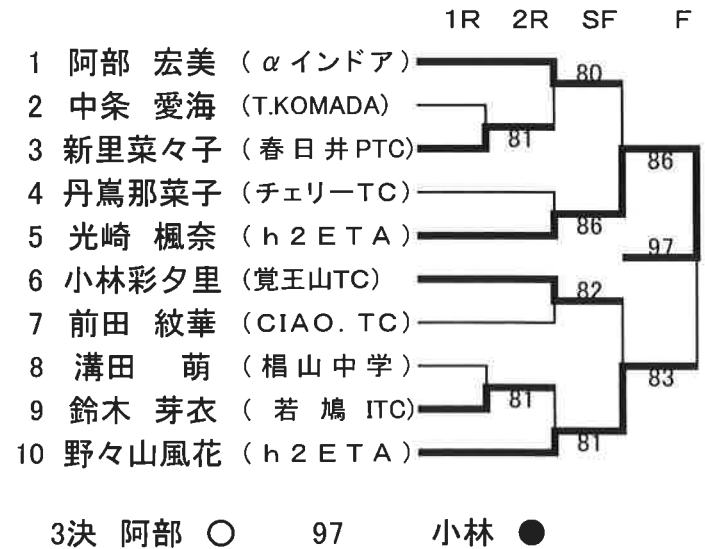 1R 2R SF F
1 阿部 宏美 (αインドア)
80
2 中条 愛海 (T.KOMADA)
81
3 新里菜々子 (春日井PTC)
86
4 丹嶌那菜子 (チェリーTC)
86
5 光崎 楓奈 (h2ETA)
97
6 小林彩夕里 (覚王山TC)
82
7 前田 紋華 (CIAO. TC)
8 溝田 萌 (椙山中学)
83
9 鈴木 芽衣 (若鳩ITC)
81
10 野々山風花 (h2ETA)
81
3決 阿部 ○ 97 小林 ●